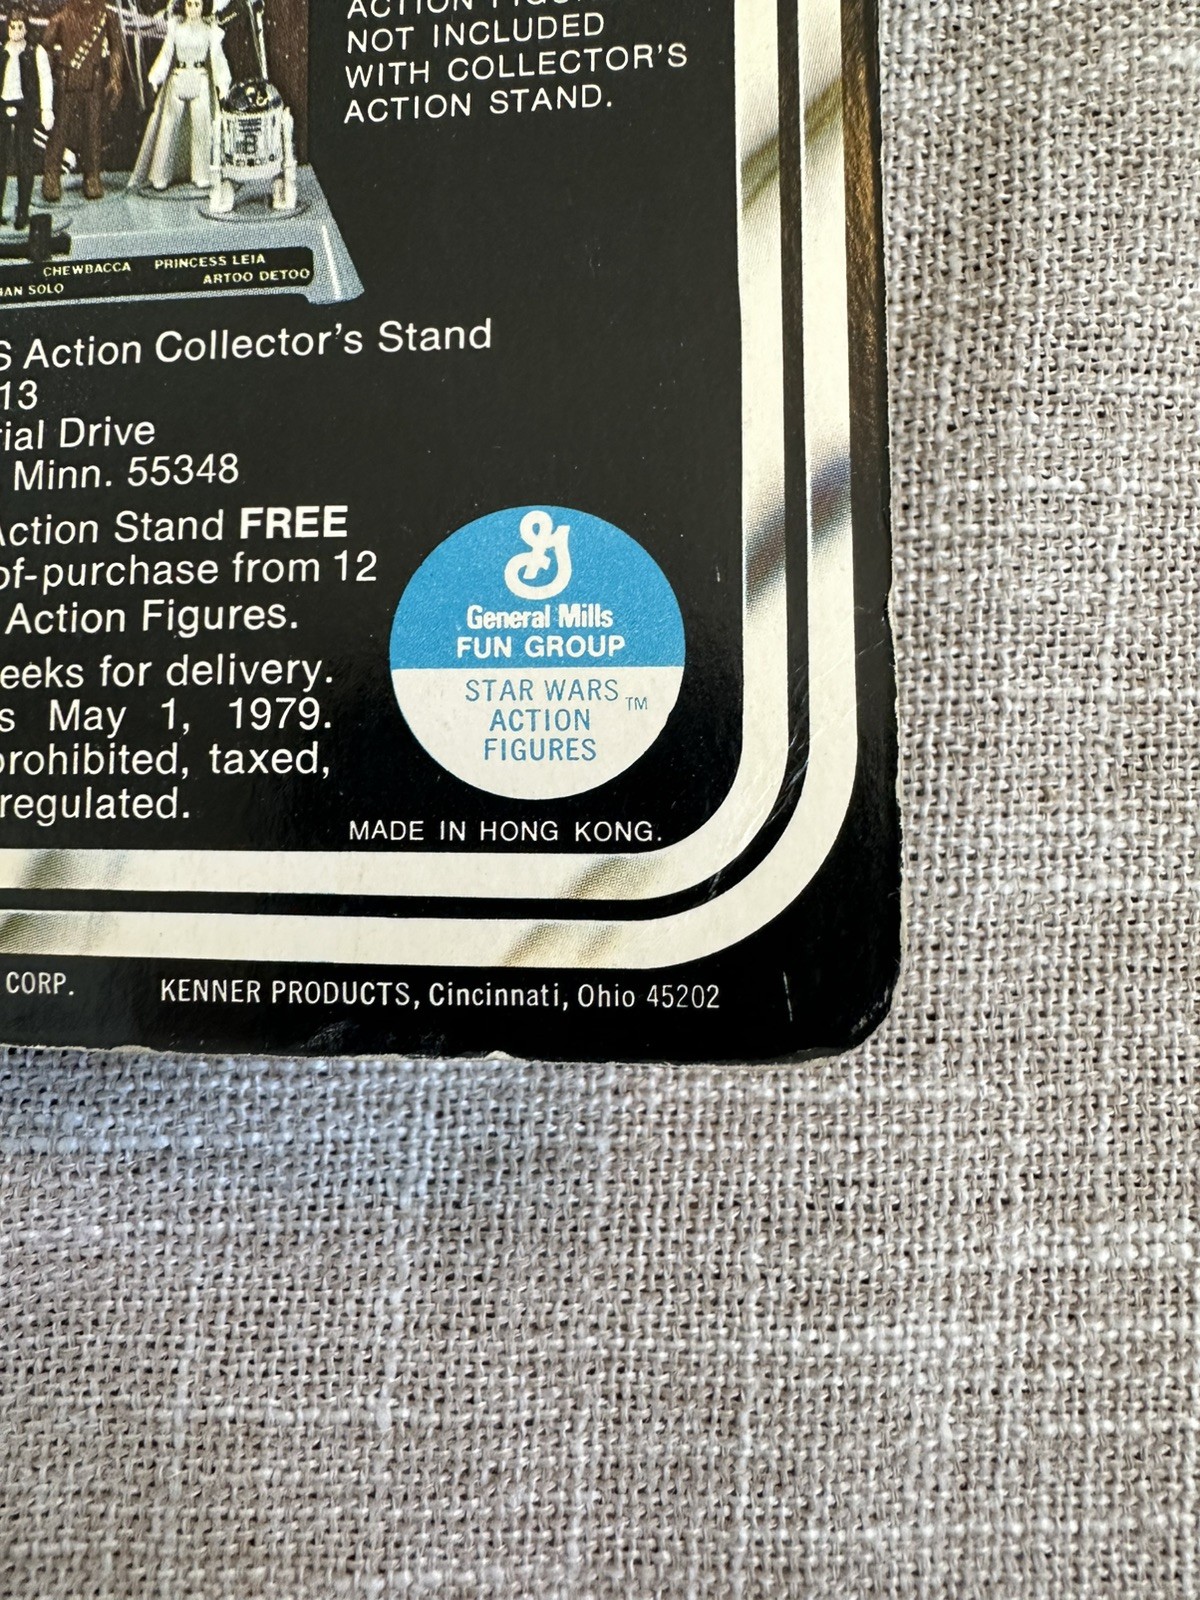 NOT INCLUDED
WITH COLLECTOR'S
ACTION STAND.
CHEWBACCA PRINCESS LEIA
HAN SOLO ARTOO DETOO
S Action Collector's Stand
13
rial Drive
Minn. 55348
Action Stand FREE
of-purchase from 12
Action Figures.
eeks for delivery.
s May 1, 1979.
prohibited, taxed,
regulated.
G
General Mills
FUN GROUP
STAR WARS TM
ACTION
FIGURES
MADE IN HONG KONG.
CORP. KENNER PRODUCTS, Cincinnati, Ohio 45202